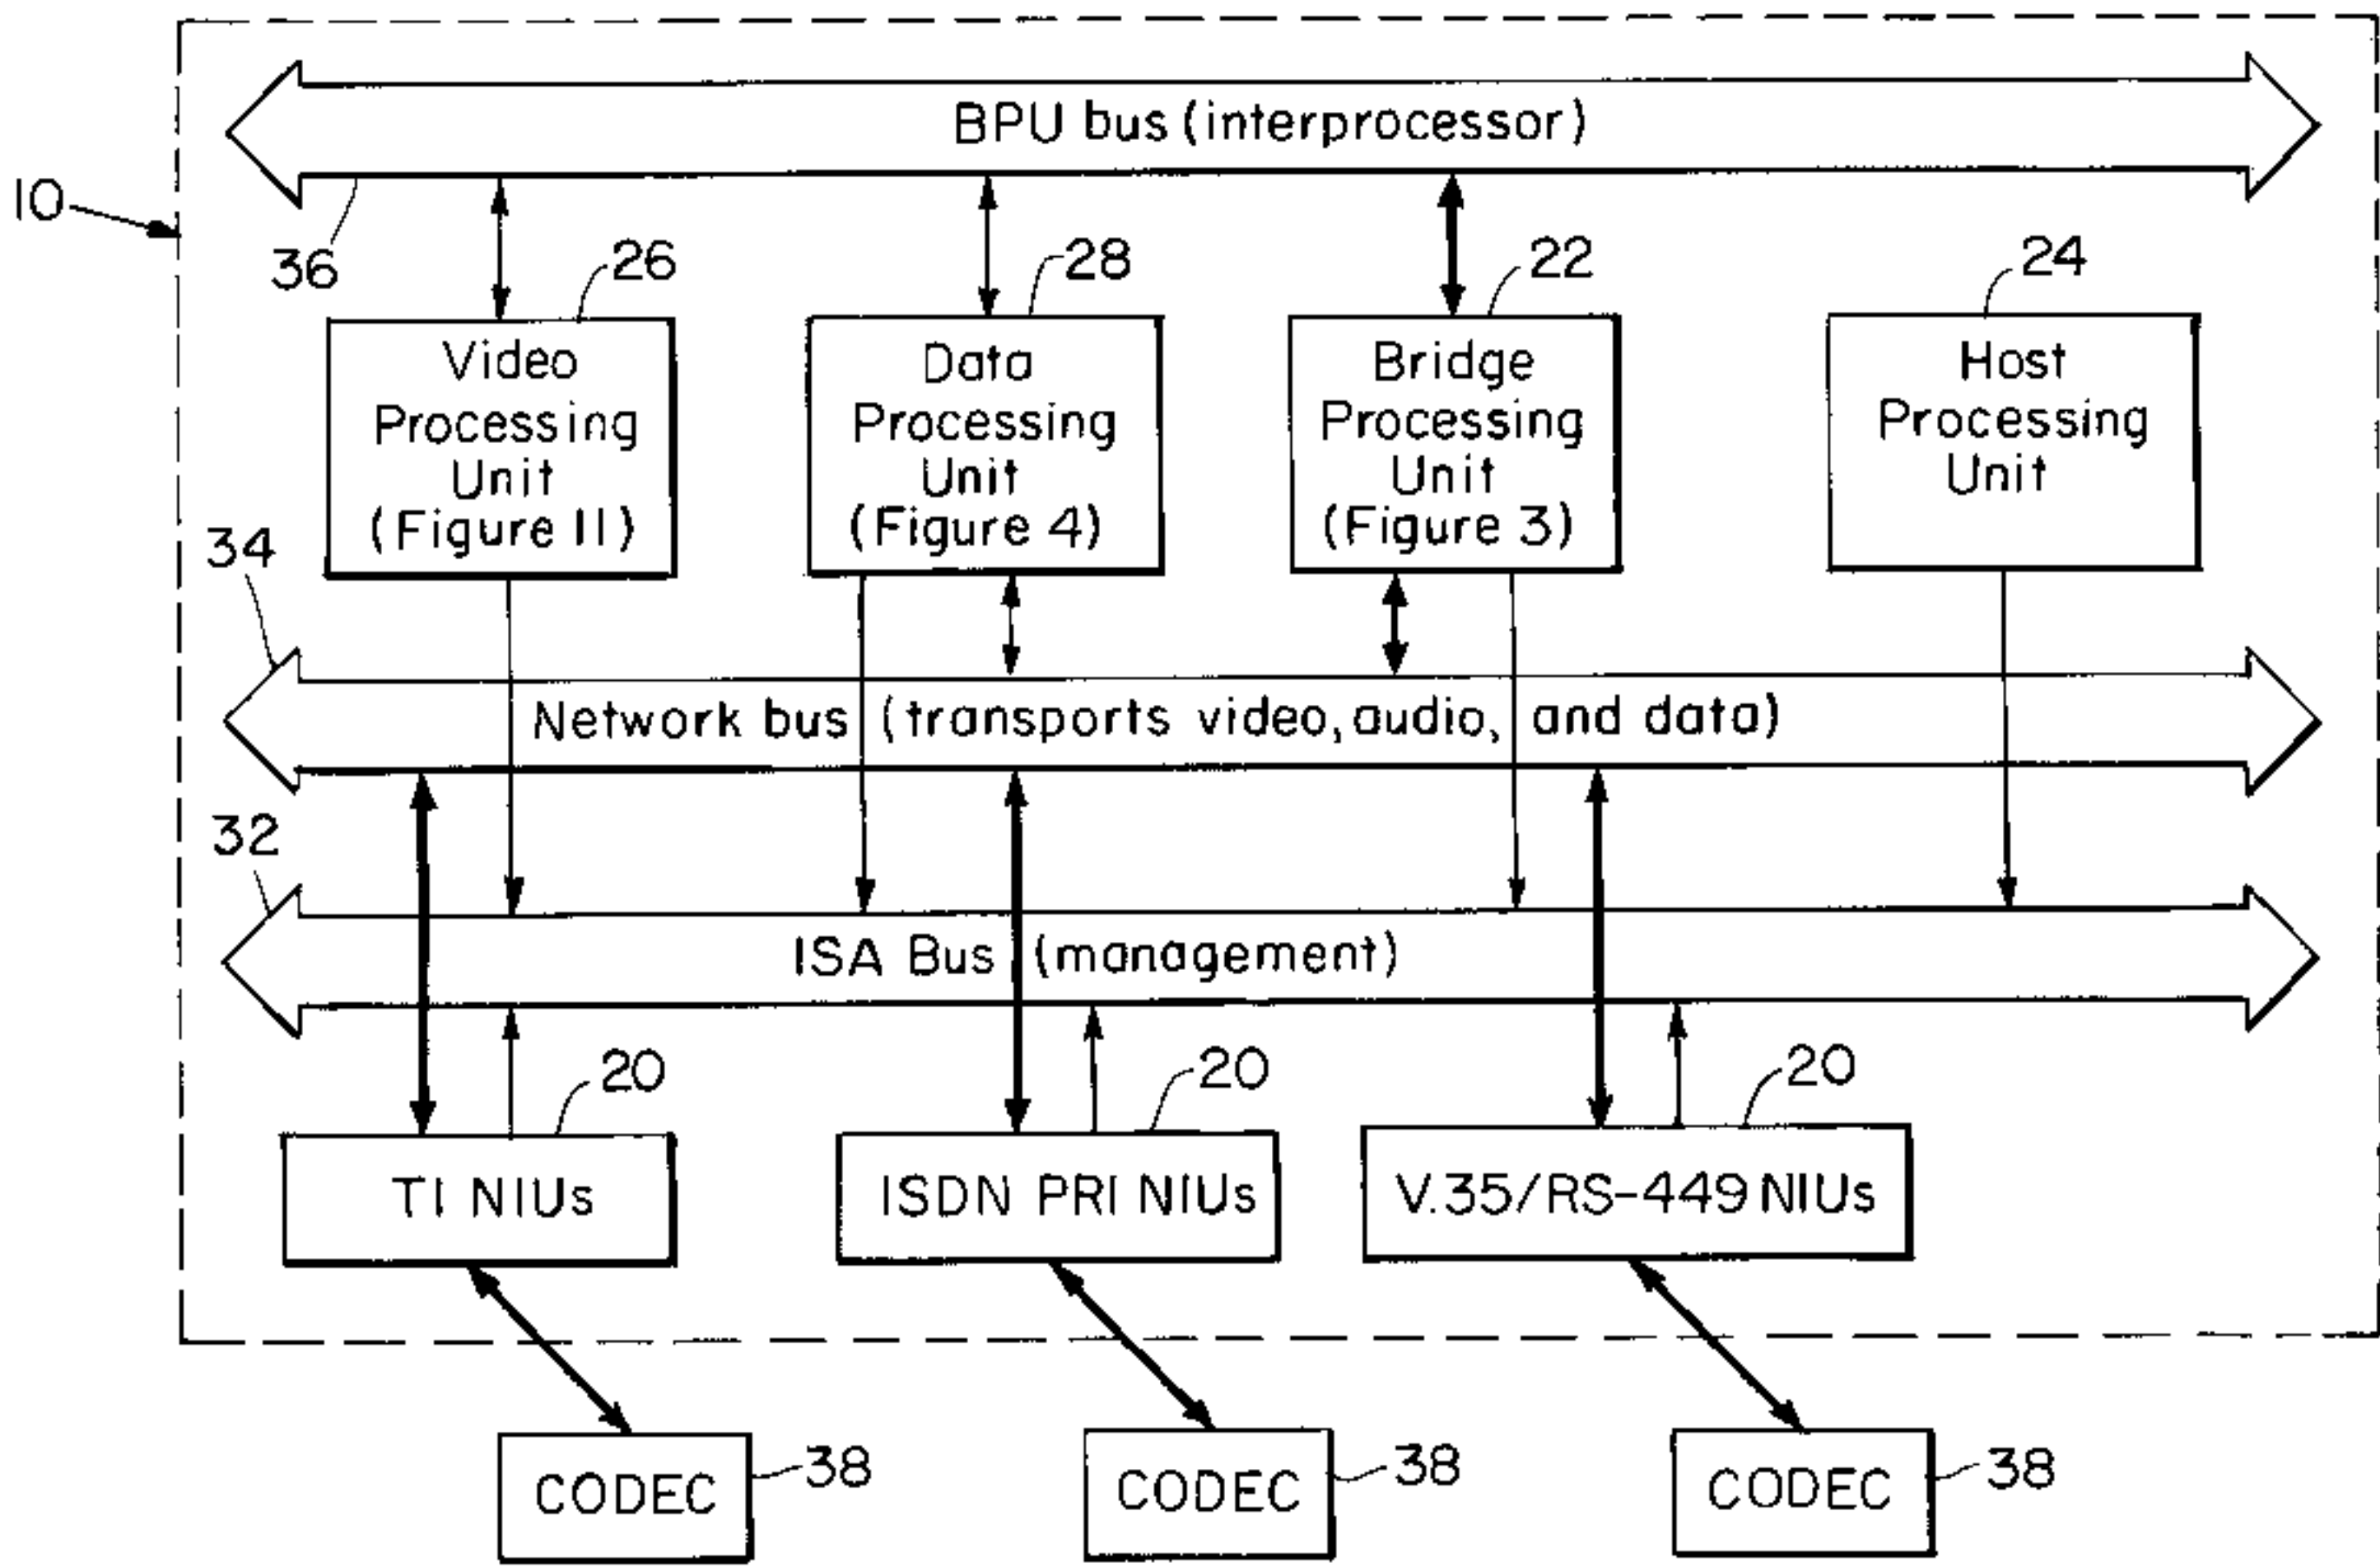 BPU bus (interprocessor)
10
36
26
28
22
24
Video
Processing
Unit
(Figure 11)
Data
Processing
Unit
(Figure 4)
Bridge
Processing
Unit
(Figure 3)
Host
Processing
Unit
34
Network bus (transports video, audio, and data)
32
ISA Bus (management)
20
20
20
T1 NIUs
ISDN PRI NIUs
V.35/RS-449 NIUs
CODEC
38
CODEC
38
CODEC
38